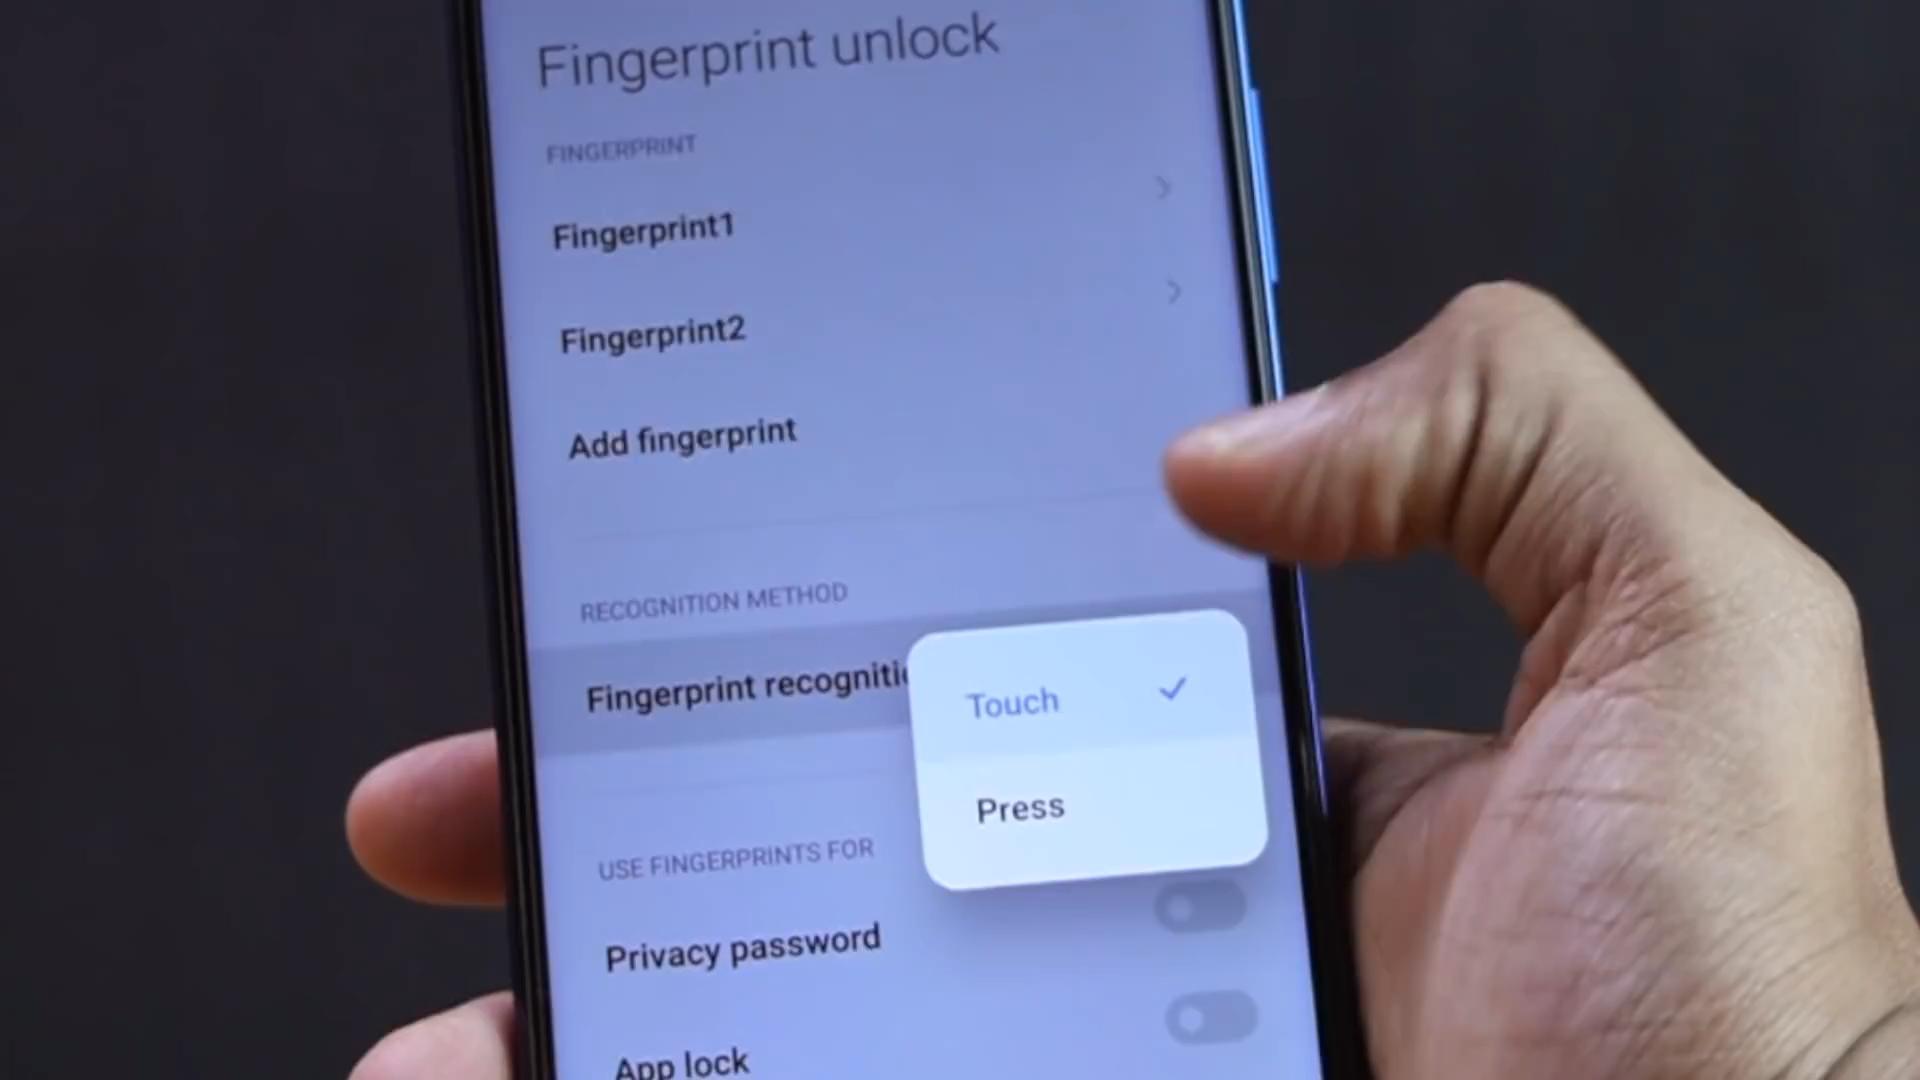 Fingerprint unlock
FINGERPRINT
Fingerprint1
Fingerprint2
Add fingerprint
RECOGNITION METHOD
Fingerprint recogniti
Touch
Press
USE FINGERPRINTS FOR
Privacy password
App lock